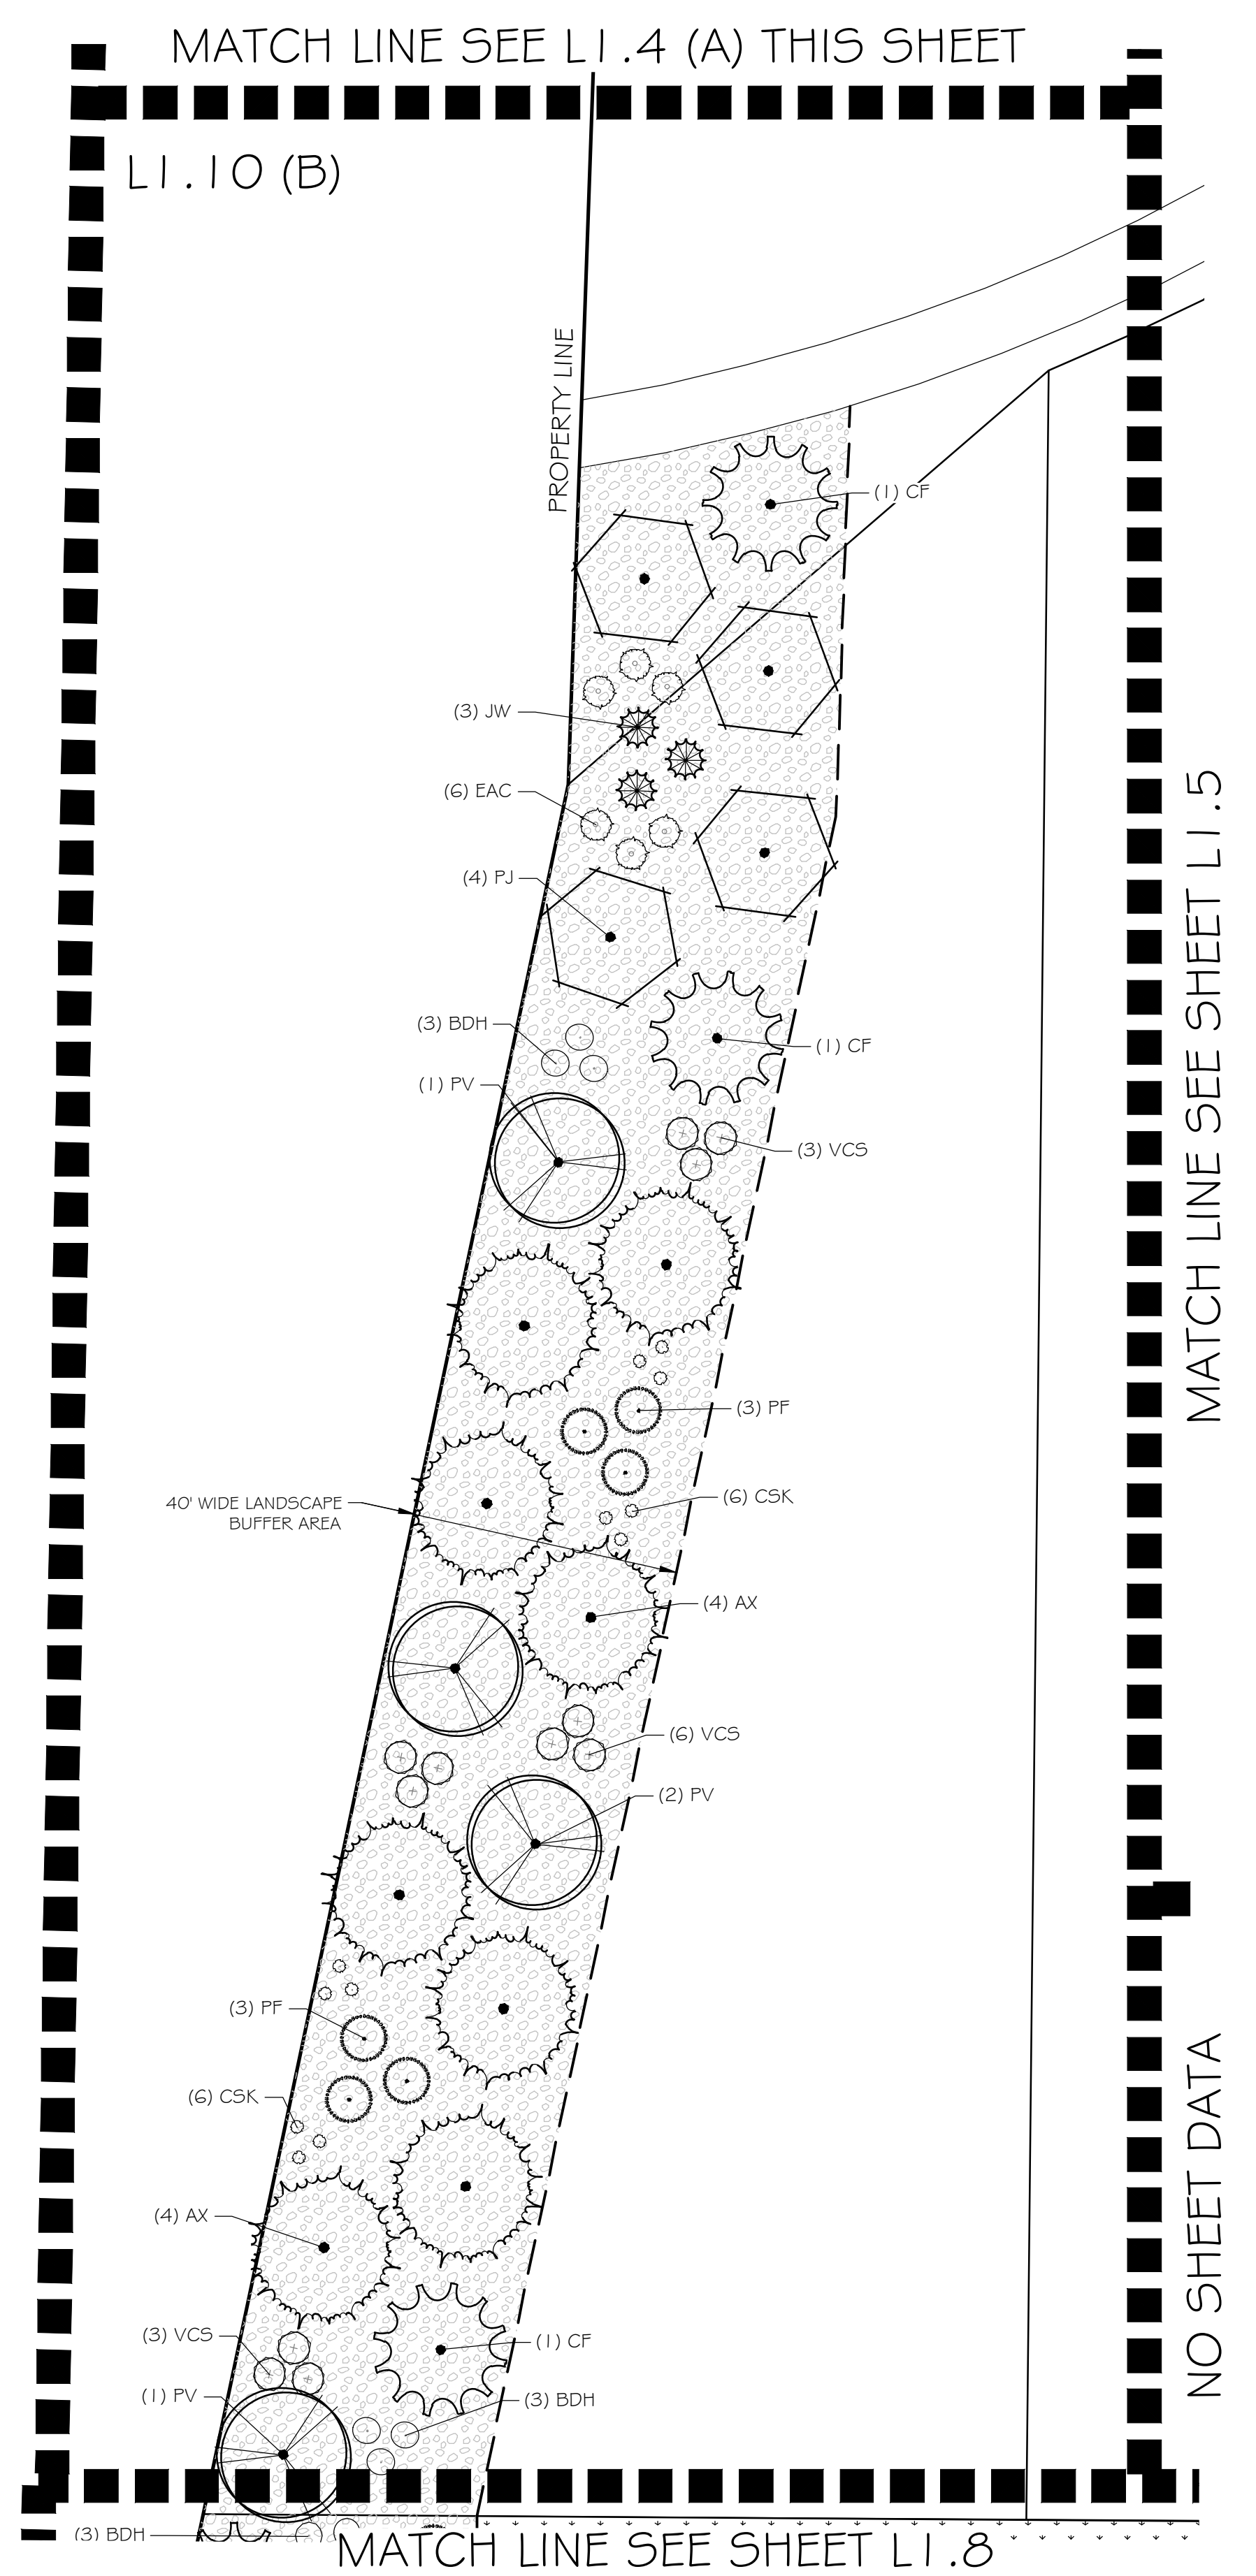 MATCH LINE SEE L1.4 (A) THIS SHEET
L1.10 (B)
PROPERTY LINE
(1) CF
(3) JW
(6) EAC
(4) PJ
(3) BDH
(1) CF
(1) PV
(3) VCS
(3) PF
(6) CSK
40' WIDE LANDSCAPE
BUFFER AREA
(4) AX
(6) VCS
(2) PV
(3) PF
(6) CSK
(4) AX
(3) VCS
(1) CF
(1) PV
(3) BDH
(3) BDH
MATCH LINE SEE SHEET L1.8
MATCH LINE SEE SHEET L1.5
NO SHEET DATA